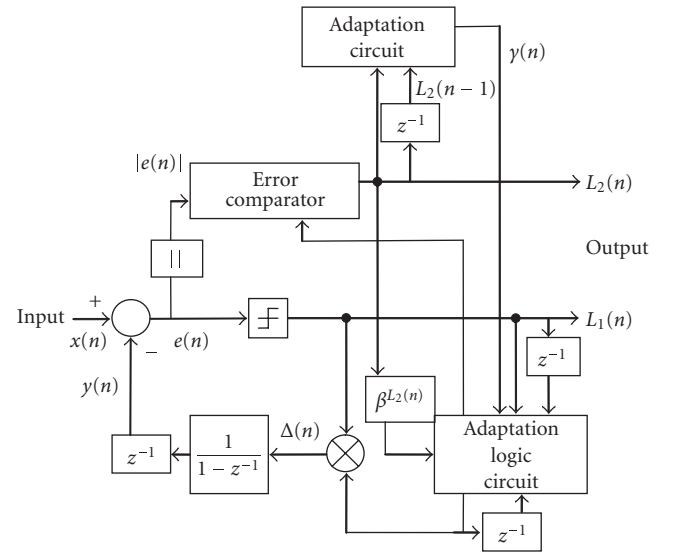 Adaptation
circuit
γ(n)
L₂(n − 1)
z⁻¹
|e(n)|
Error
comparator
L₂(n)
||
Output
+
Input
x(n)
−
e(n)
L₁(n)
z⁻¹
y(n)
β^{L₂(n)}
Δ(n)
z⁻¹
1
1 − z⁻¹
Adaptation
logic
circuit
z⁻¹